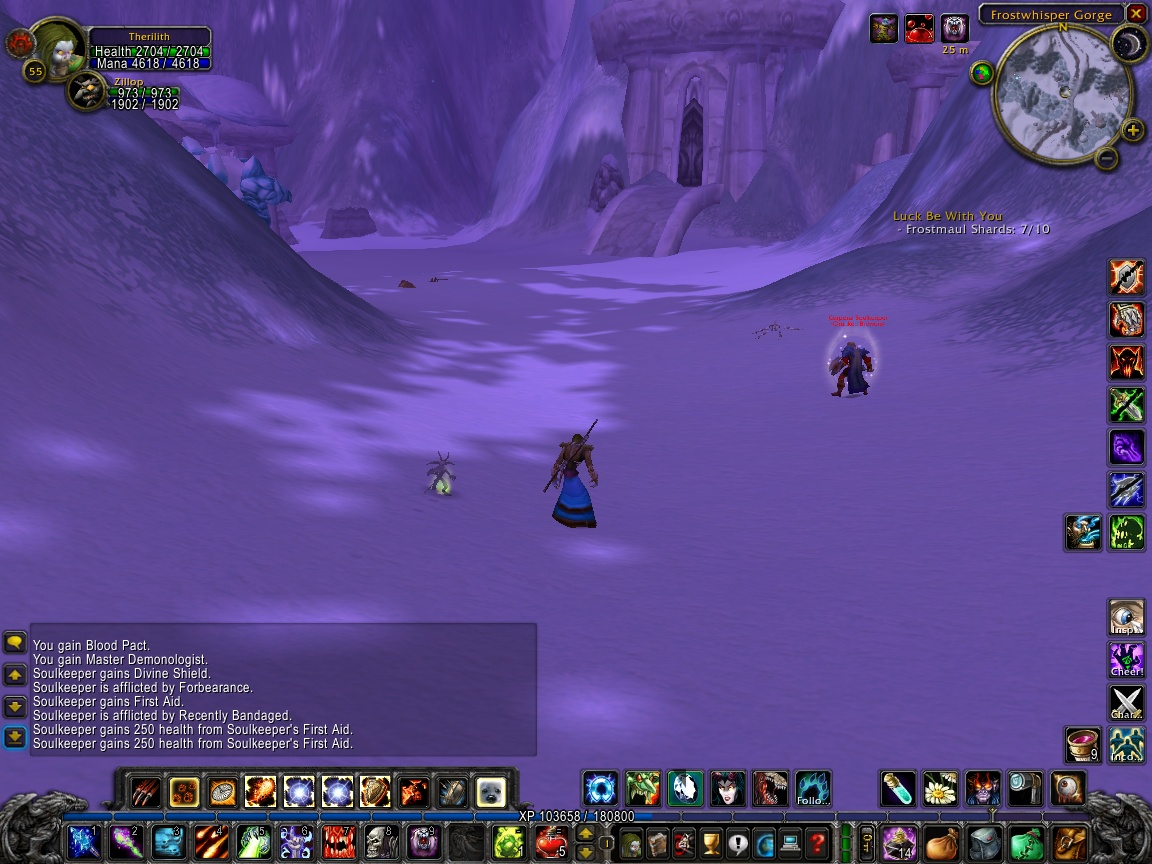 Therilith
Health 2704 / 2704
Mana 4618 / 4618
55
Zillop
973 / 973
1902 / 1902
25 m
Frostwhisper Gorge
N
Luck Be With You
- Frostmaul Shards: 7/10
Soulkeeper
Insp..
Cheer!
Char..
9
You gain Blood Pact.
You gain Master Demonologist.
Soulkeeper gains Divine Shield.
Soulkeeper is afflicted by Forbearance.
Soulkeeper gains First Aid.
Soulkeeper is afflicted by Recently Bandaged.
Soulkeeper gains 250 health from Soulkeeper's First Aid.
Soulkeeper gains 250 health from Soulkeeper's First Aid.
Follo...
XP 103658 / 180800
1 2 3 4 5 6 7 8 9
5
1
14